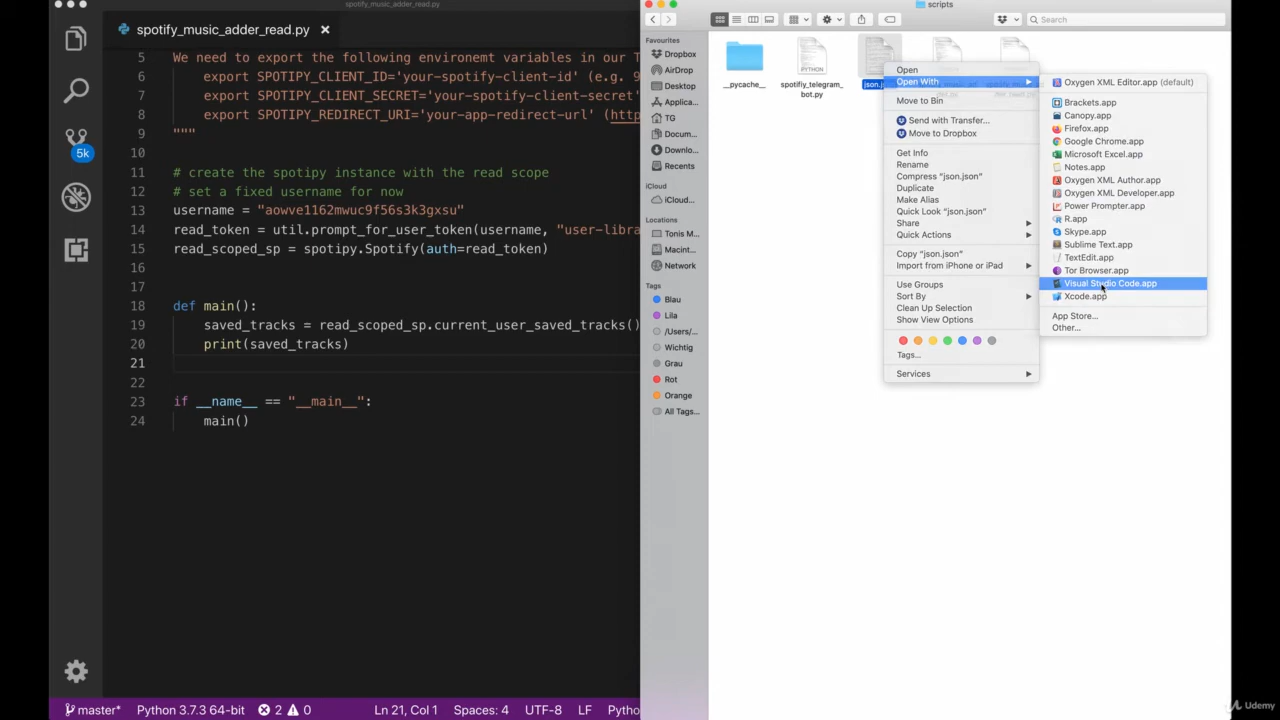 spotify_music_adder_read.py
spotify_music_adder_read.py
5 We need to export the following environemt variables in our T
6 export SPOTIPY_CLIENT_ID='your-spotify-client-id' (e.g. 9
7
8 export SPOTIFY_REDIRECT_URI='your-app-redirect-url' (http
9 """
10
11 # create the spotipy instance with the read scope
12 # set a fixed username for now
13 username =
14 read_token = util.prompt_for_user_token(username, "user-libra
15 read_scoped_sp = spotipy.Spotify(auth=read_token)
16
17
18 def main():
19 saved_tracks = read_scoped_sp.current_user_saved_tracks()
20 print(saved_tracks)
21
22
23 if __name__ == "__main__":
24 main()
5k
master*
Python 3.7.3 64-bit
2
0
Ln 21, Col 1
Spaces: 4
UTF-8
LF
Pytho
scripts
Search
Favourites
Dropbox
AirDrop
Desktop
Applica...
TG
Docum...
Downlo...
Recents
iCloud
iCloud...
Locations
Tonis M...
Macint...
Network
Tags
Blau
Lila
/Users/...
Wichtig
Grau
Rot
Orange
All Tags...
PYTHON
__pycache__
spotifiy_telegram_
bot.py
Open
Open With
Move to Bin
Send with Transfer...
Move to Dropbox
Get Info
Rename
Compress "json.json"
Duplicate
Make Alias
Quick Look "json.json"
Share
Quick Actions
Copy "json.json"
Import from iPhone or iPad
Use Groups
Sort By
Clean Up Selection
Show View Options
Tags...
Services
Oxygen XML Editor.app (default)
Brackets.app
Canopy.app
Firefox.app
Google Chrome.app
Microsoft Excel.app
Notes.app
Oxygen XML Author.app
Oxygen XML Developer.app
Power Prompter.app
R.app
Skype.app
Sublime Text.app
TextEdit.app
Tor Browser.app
Visual Studio Code.app
Xcode.app
App Store...
Other...
Udemy